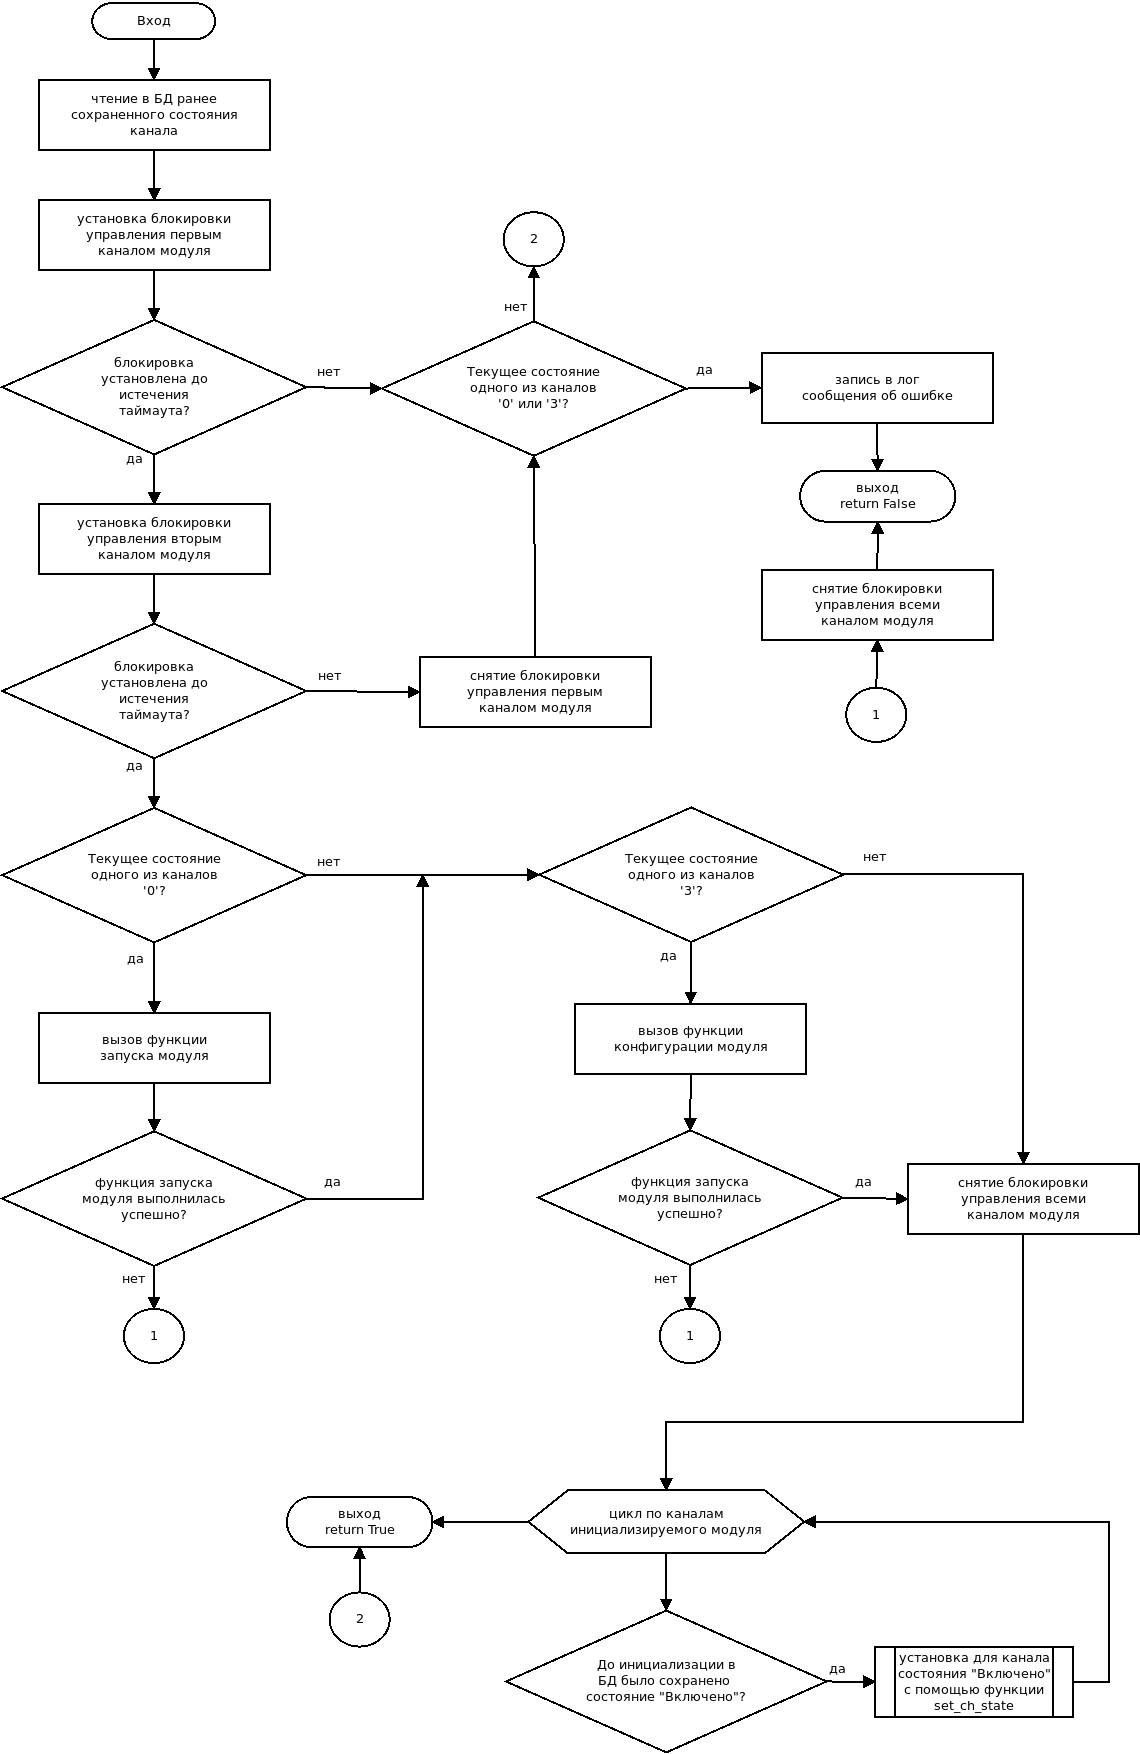 Вход
чтение в БД ранее
сохраненного состояния
канала
установка блокировки
управления первым
каналом модуля
2
нет
блокировка
установлена до
истечения
таймаута?
нет
Текущее состояние
одного из каналов
'0' или '3'?
да
запись в лог
сообщения об ошибке
да
выход
return False
установка блокировки
управления вторым
каналом модуля
снятие блокировки
управления всеми
каналом модуля
блокировка
установлена до
истечения
таймаута?
нет
снятие блокировки
управления первым
каналом модуля
1
да
Текущее состояние
одного из каналов
'0'?
нет
Текущее состояние
одного из каналов
'3'?
нет
да
да
вызов функции
запуска модуля
вызов функции
конфигурации модуля
функция запуска
модуля выполнилась
успешно?
да
функция запуска
модуля выполнилась
успешно?
да
снятие блокировки
управления всеми
каналом модуля
нет
нет
1
1
выход
return True
цикл по каналам
инициализируемого модуля
2
До инициализации в
БД было сохранено
состояние "Включено"?
да
установка для канала
состояния "Включено"
с помощью функции
set_ch_state